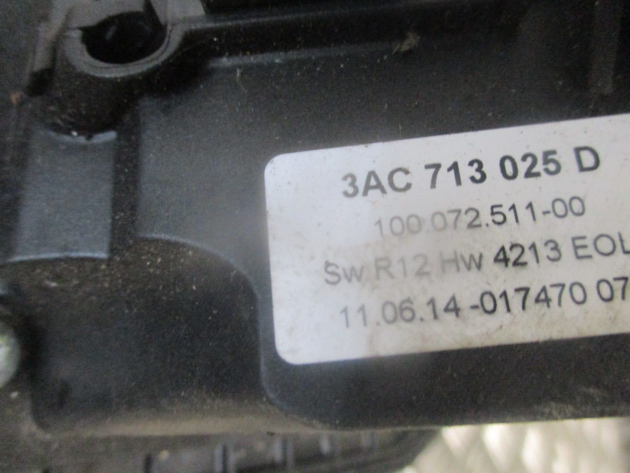 3AC 713 025 D
100.072.511-00
Sw R12 Hw 4213 EOL
11.06.14-017470 07